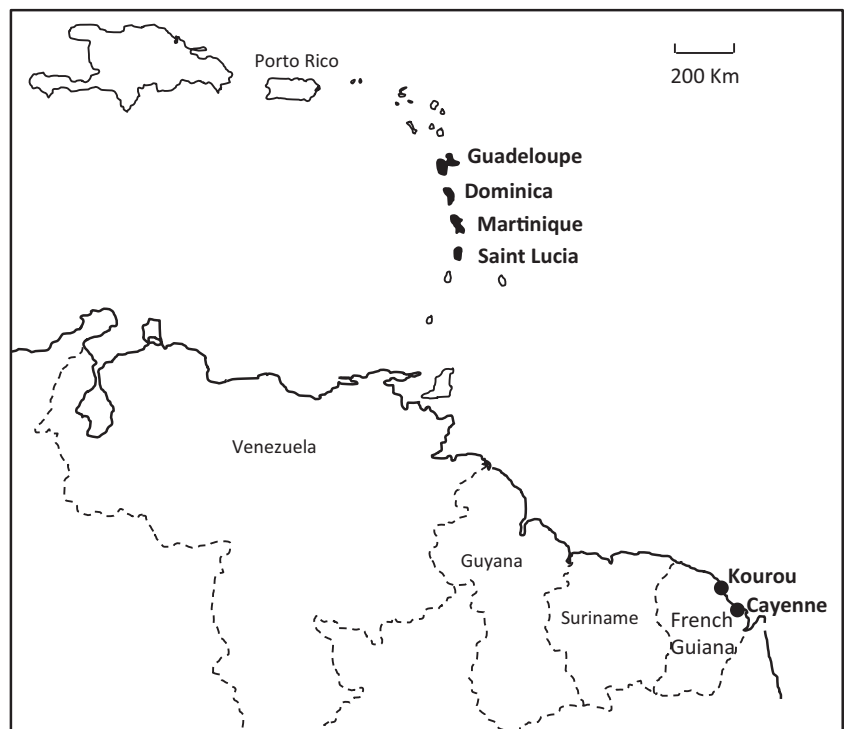 Porto Rico
200 Km
Guadeloupe
Dominica
Martinique
Saint Lucia
Venezuela
Guyana
Suriname
French
Guiana
Kourou
Cayenne